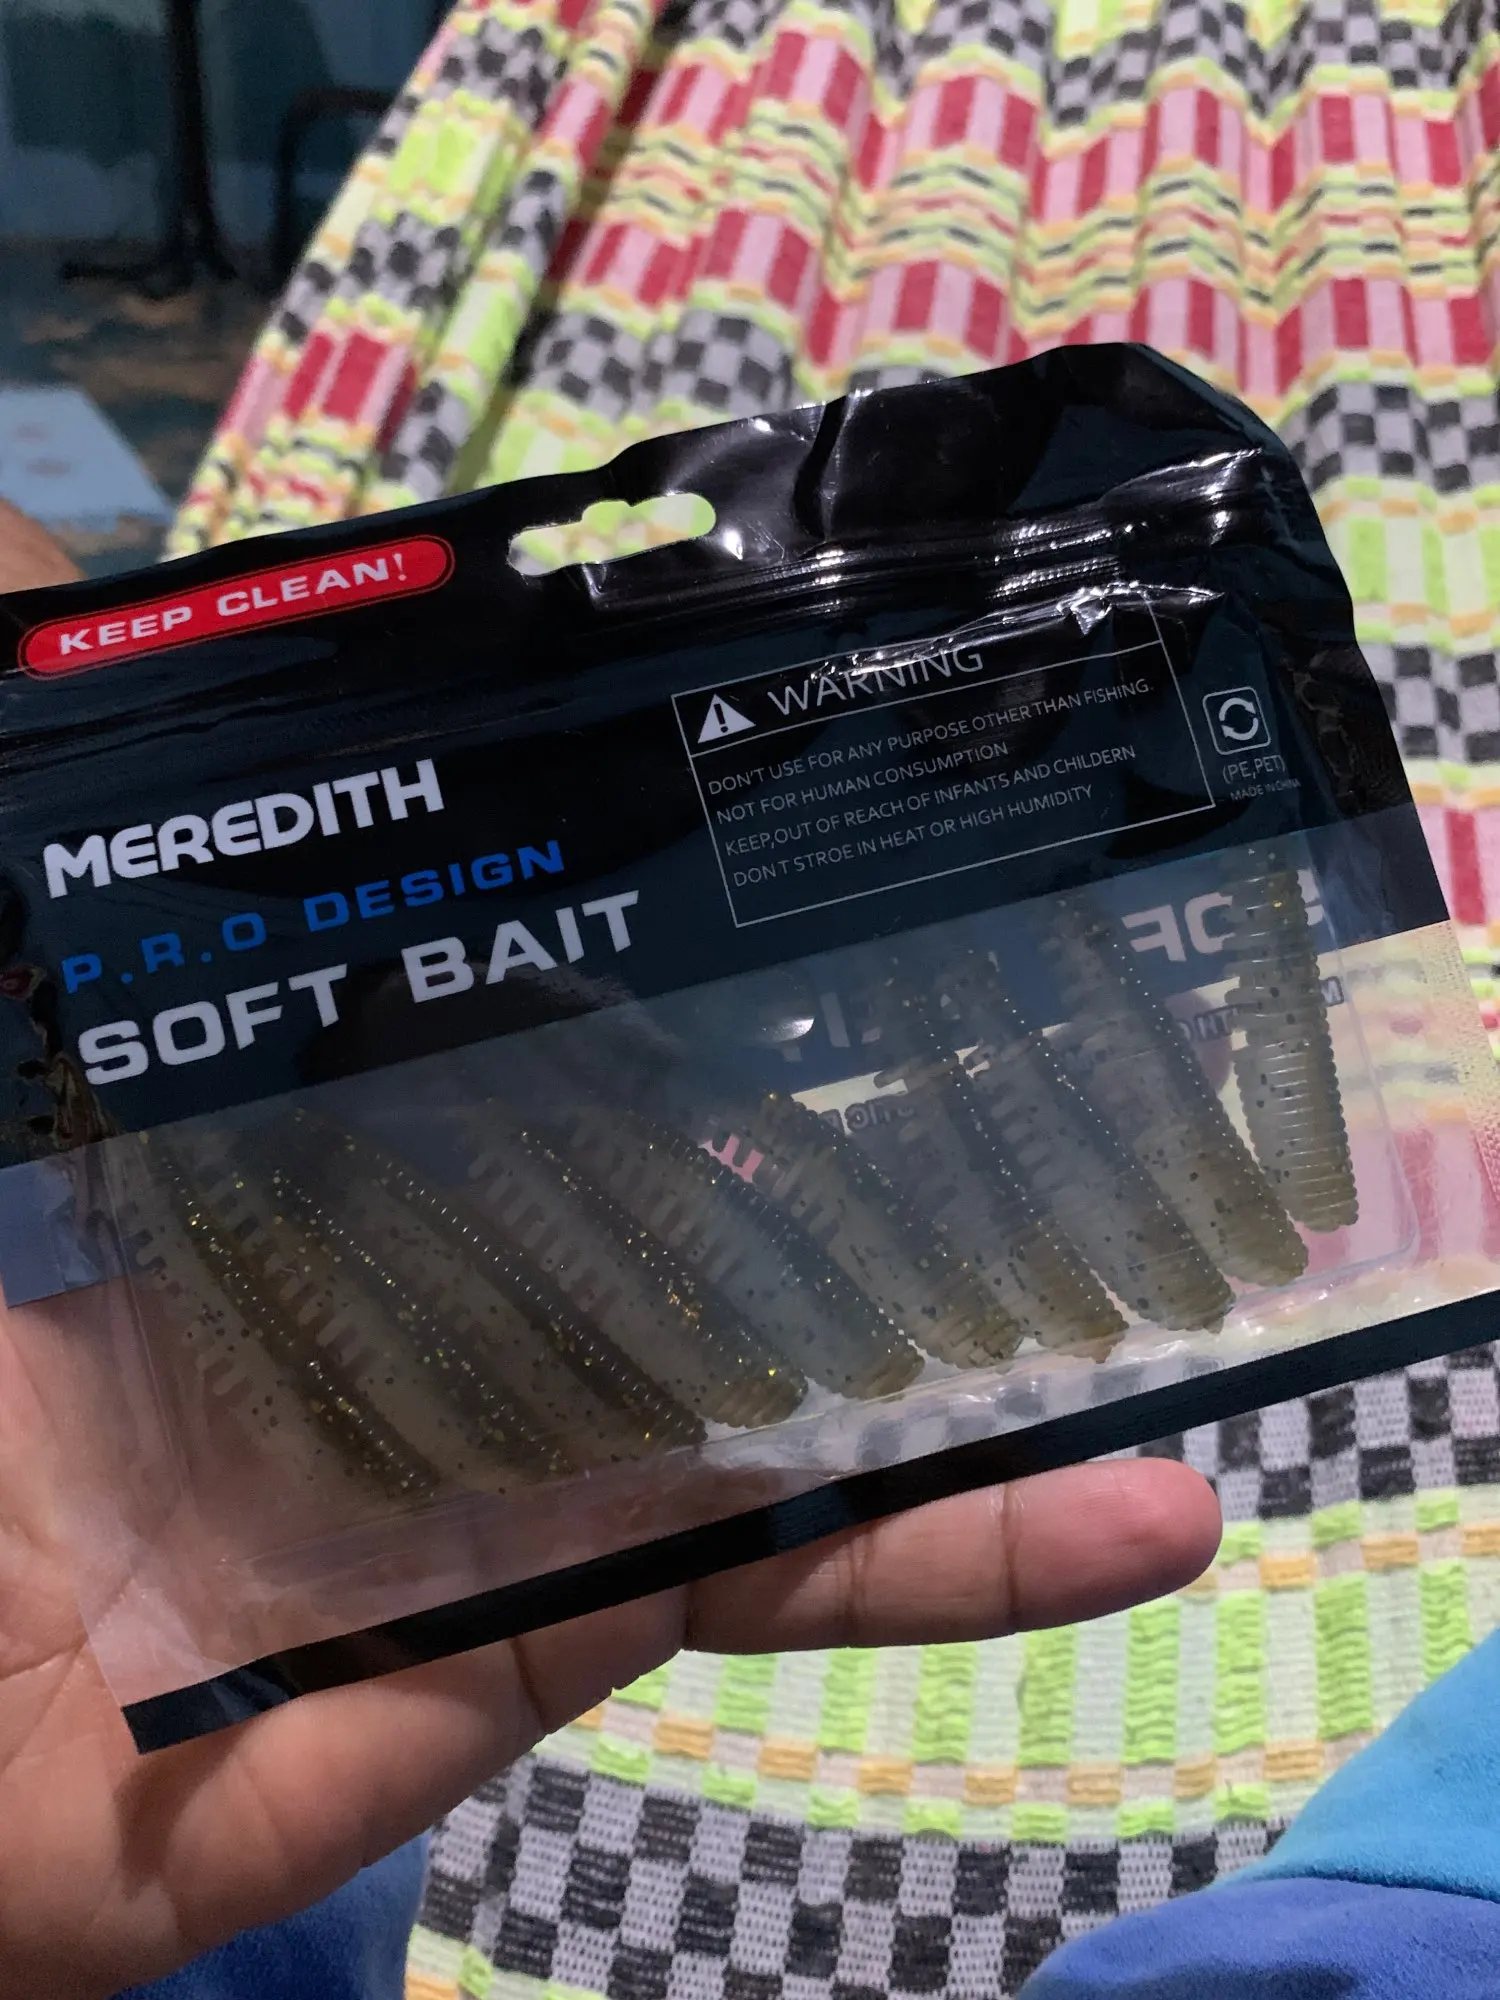 KEEP CLEAN!
MEREDITH
P.R.O DESIGN
SOFT BAIT
WARNING
DON'T USE FOR ANY PURPOSE OTHER THAN FISHING.
NOT FOR HUMAN CONSUMPTION
KEEP,OUT OF REACH OF INFANTS AND CHILDERN
DON'T STROE IN HEAT OR HIGH HUMIDITY
(PE,PET)
MADE IN CHINA